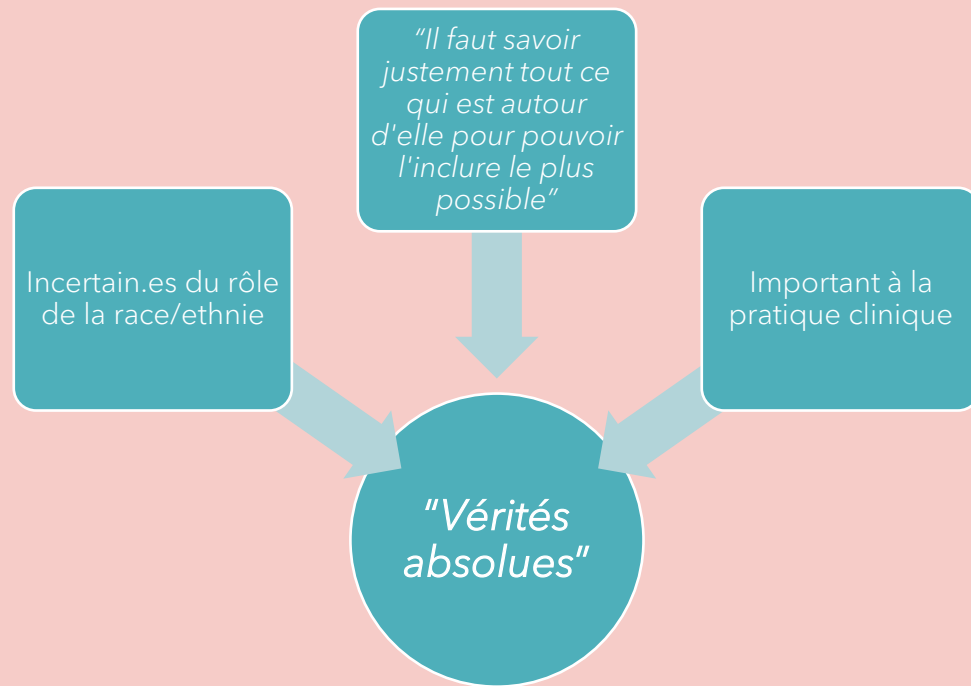 “Il faut savoir
justement tout ce
qui est autour
d'elle pour pouvoir
l'inclure le plus
possible”
Incertain.es du rôle
de la race/ethnie
Important à la
pratique clinique
“Vérités
absolues”